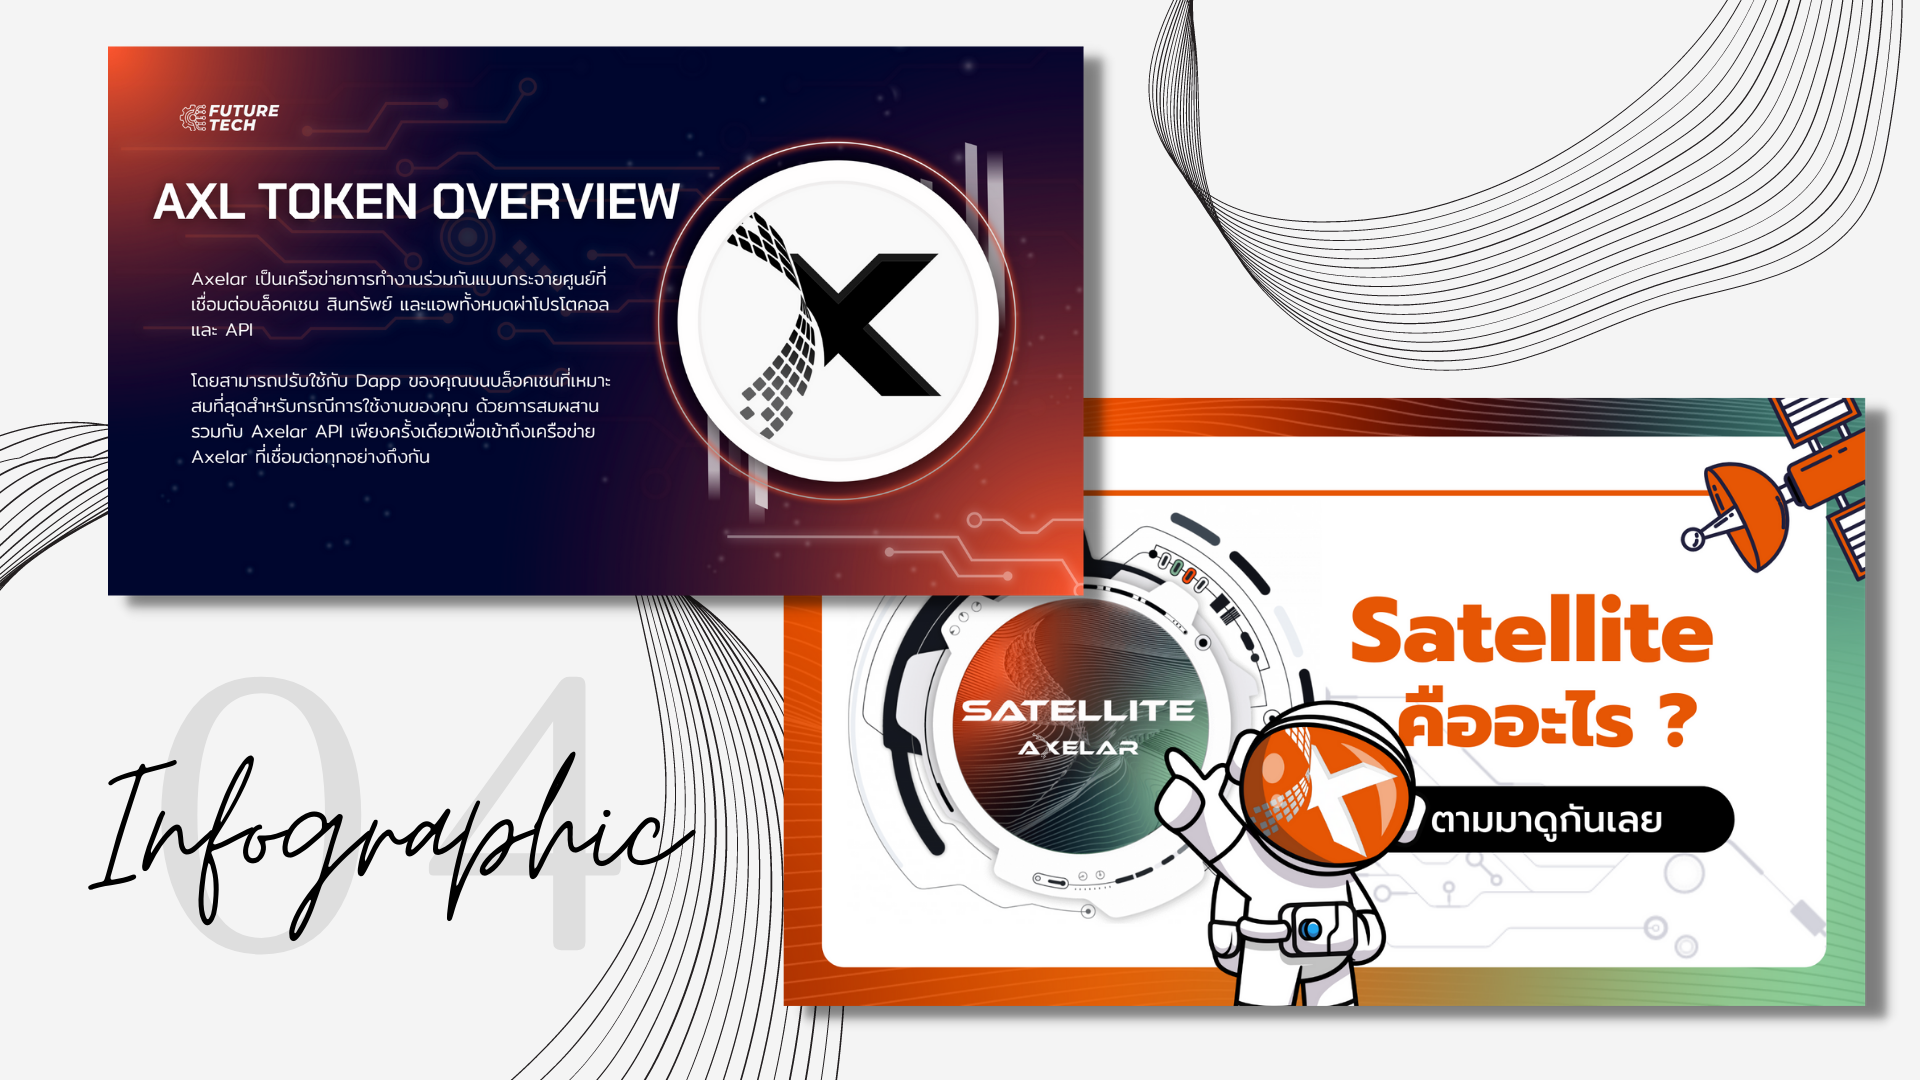 FUTURE
TECH
AXL TOKEN OVERVIEW
Axelar เป็นเครือข่ายการทำงานร่วมกันแบบกระจายศูนย์ที่
เชื่อมต่อบล็อคเชน สินทรัพย์ และแอพทั้งหมดผ่าโปรโตคอล
และ API
โดยสามารถปรับใช้กับ Dapp ของคุณบนบล็อคเชนที่เหมาะ
สมที่สุดสำหรับกรณีการใช้งานของคุณ ด้วยการสมผสาน
รวมกับ Axelar API เพียงครั้งเดียวเพื่อเข้าถึงเครือข่าย
Axelar ที่เชื่อมต่อทุกอย่างถึงกัน
Satellite
คืออะไร ?
SATELLITE
AXELAR
ตามมาดูกันเลย
04
Infographic